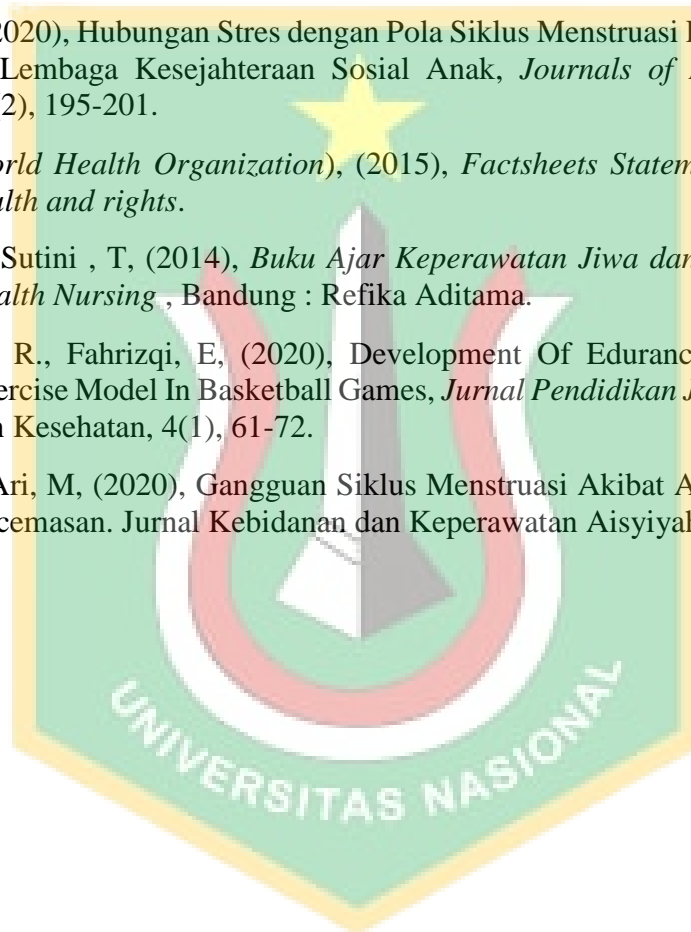 2020), Hubungan Stres dengan Pola Siklus Menstruasi
Lembaga Kesejahteraan Sosial Anak, Journals of
2), 195-201.
orld Health Organization), (2015), Factsheets Statem
lth and rights.
Sutini , T, (2014), Buku Ajar Keperawatan Jiwa dan
alth Nursing , Bandung : Refika Aditama.
R., Fahrizqi, E, (2020), Development Of Eduranc
ercise Model In Basketball Games, Jurnal Pendidikan J
n Kesehatan, 4(1), 61-72.
Ari, M, (2020), Gangguan Siklus Menstruasi Akibat A
cemasan. Jurnal Kebidanan dan Keperawatan Aisyiyah
UNIVERSITAS NASIONAL